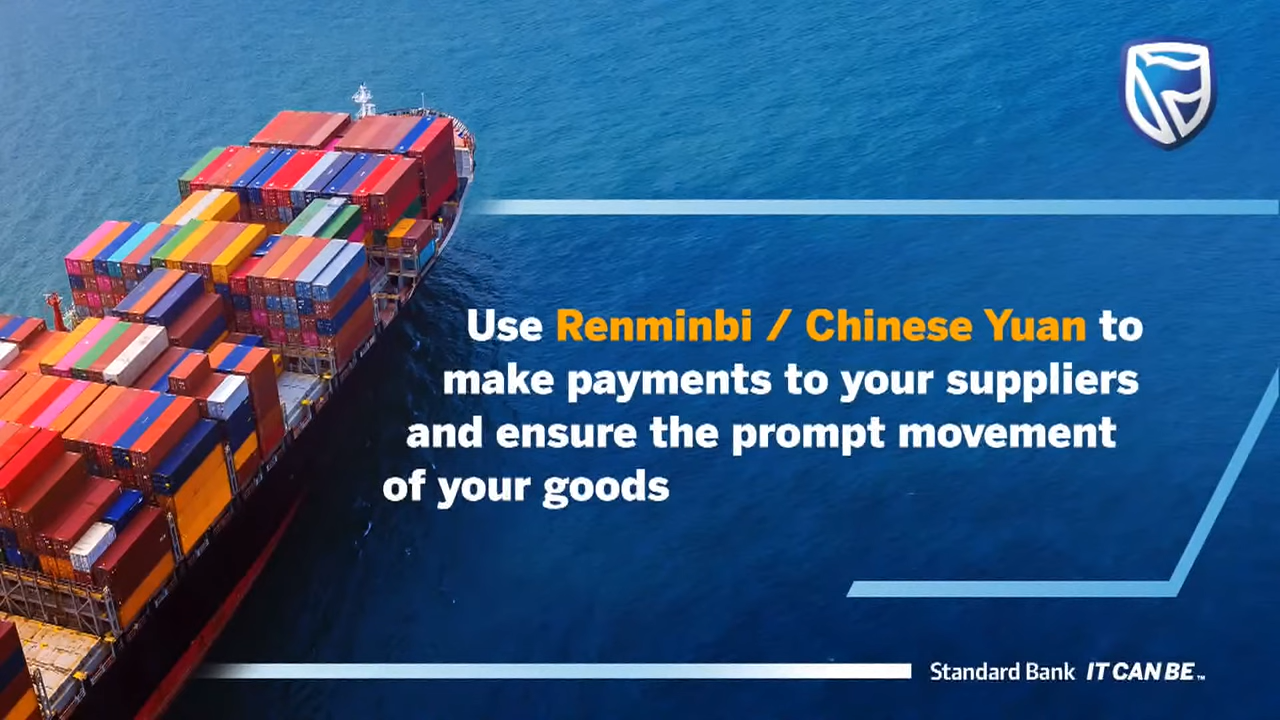 Use Renminbi / Chinese Yuan to
make payments to your suppliers
and ensure the prompt movement
of your goods
Standard Bank IT CAN BE™